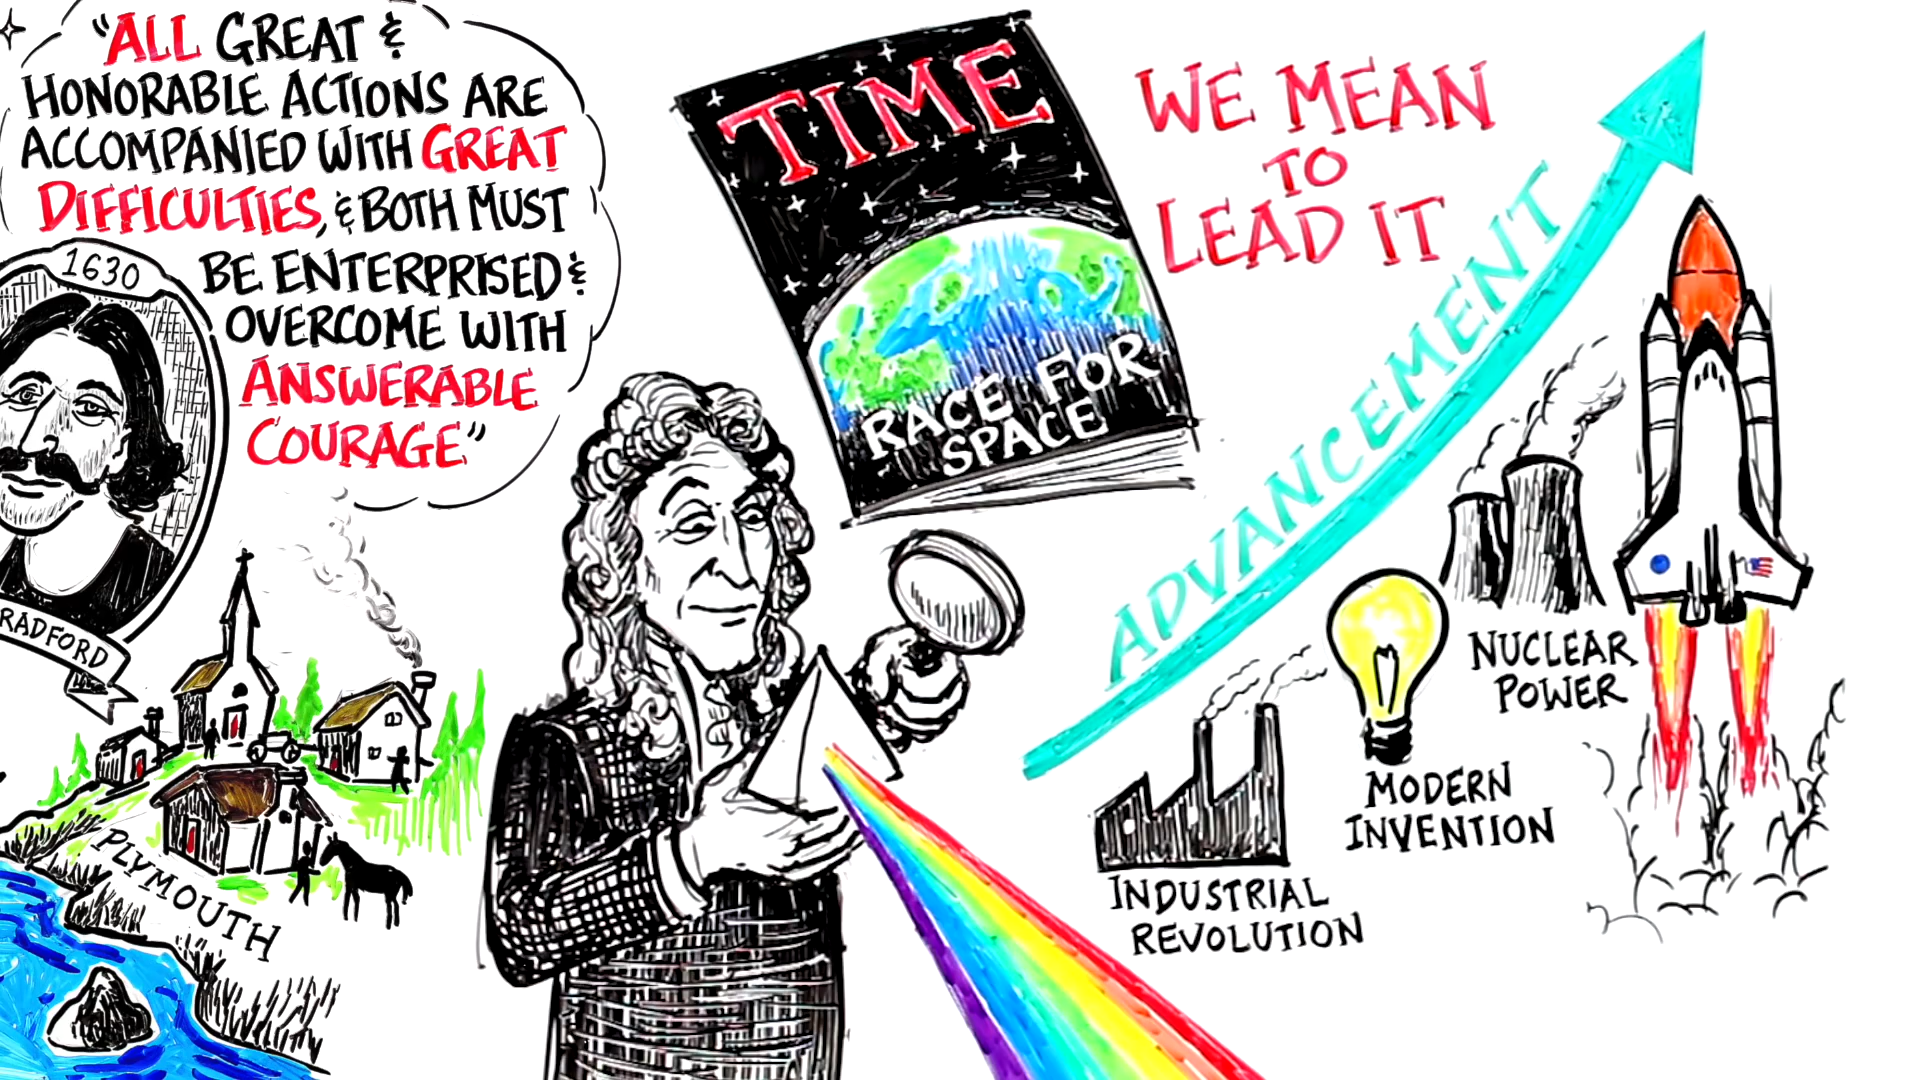 "ALL GREAT &
HONORABLE ACTIONS ARE
ACCOMPANIED WITH GREAT
DIFFICULTIES, & BOTH MUST
BE ENTERPRISED &
OVERCOME WITH
ANSWERABLE
COURAGE"
1630
RADFORD
PLYMOUTH
TIME
RACE FOR
SPACE
WE MEAN
TO
LEAD IT
ADVANCEMENT
INDUSTRIAL
REVOLUTION
MODERN
INVENTION
NUCLEAR
POWER